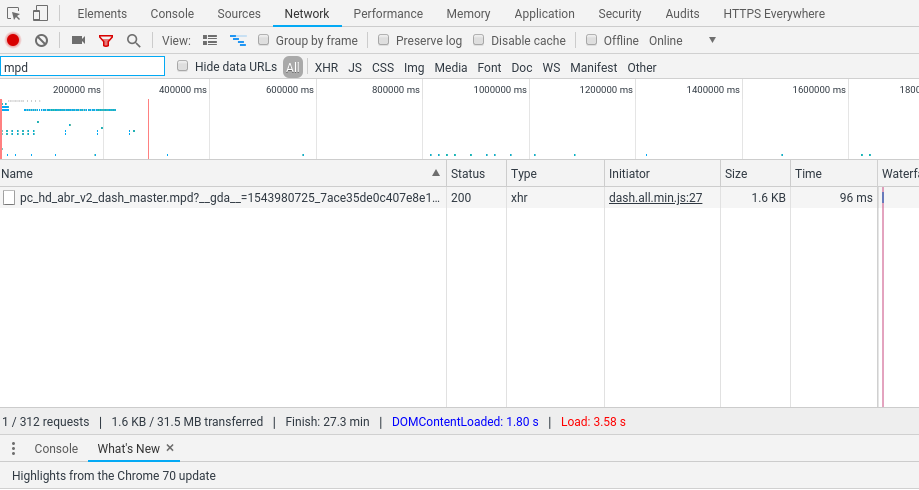 Elements Console Sources Network Performance Memory Application Security Audits HTTPS Everywhere
View: Group by frame Preserve log Disable cache Offline Online
mpd Hide data URLs All XHR JS CSS Img Media Font Doc WS Manifest Other
200000 ms 400000 ms 600000 ms 800000 ms 1000000 ms 1200000 ms 1400000 ms 1600000 ms 1800
Name Status Type Initiator Size Time Waterfa
pc_hd_abr_v2_dash_master.mpd?__gda__=1543980725_7ace35de0c407e8e1... 200 xhr dash.all.min.js:27 1.6 KB 96 ms
1 / 312 requests | 1.6 KB / 31.5 MB transferred | Finish: 27.3 min | DOMContentLoaded: 1.80 s | Load: 3.58 s
Console What's New ×
Highlights from the Chrome 70 update